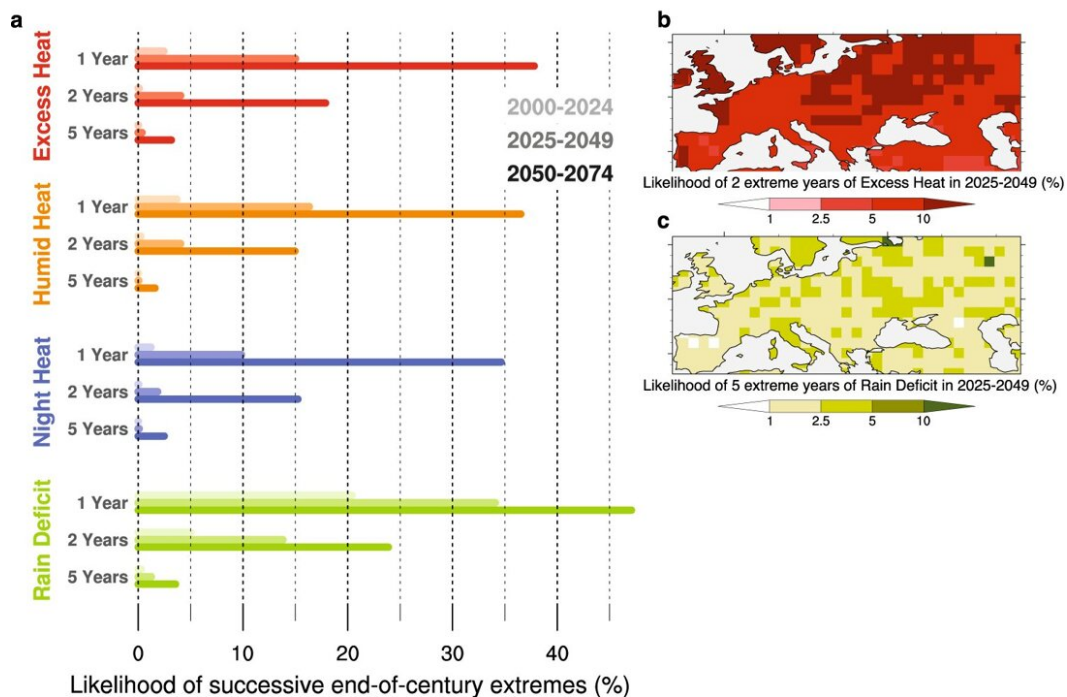 a
Excess Heat
1 Year
2 Years
5 Years
Humid Heat
1 Year
2 Years
5 Years
Night Heat
1 Year
2 Years
5 Years
Rain Deficit
1 Year
2 Years
5 Years
2000-2024
2025-2049
2050-2074
0 10 20 30 40
Likelihood of successive end-of-century extremes (%)
b
Likelihood of 2 extreme years of Excess Heat in 2025-2049 (%)
1 2.5 5 10
c
Likelihood of 5 extreme years of Rain Deficit in 2025-2049 (%)
1 2.5 5 10